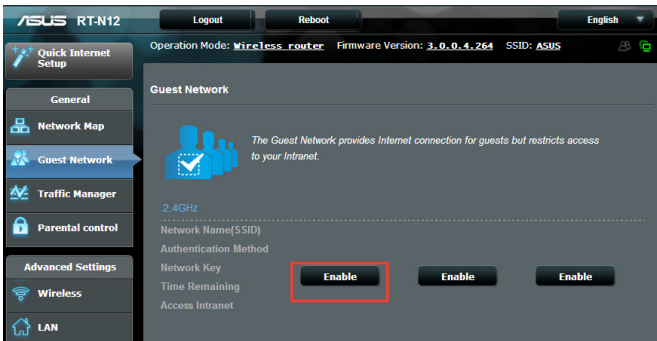 ASUS RT-N12 Logout Reboot English
Operation Mode: Wireless router Firmware Version: 3.0.0.4.264 SSID: ASUS
Quick Internet
Setup
General
Network Map
Guest Network
Traffic Manager
Parental control
Advanced Settings
Wireless
LAN
Guest Network
The Guest Network provides Internet connection for guests but restricts access
to your Intranet.
2.4GHz
Network Name(SSID)
Authentication Method
Network Key
Time Remaining
Access Intranet
Enable Enable Enable